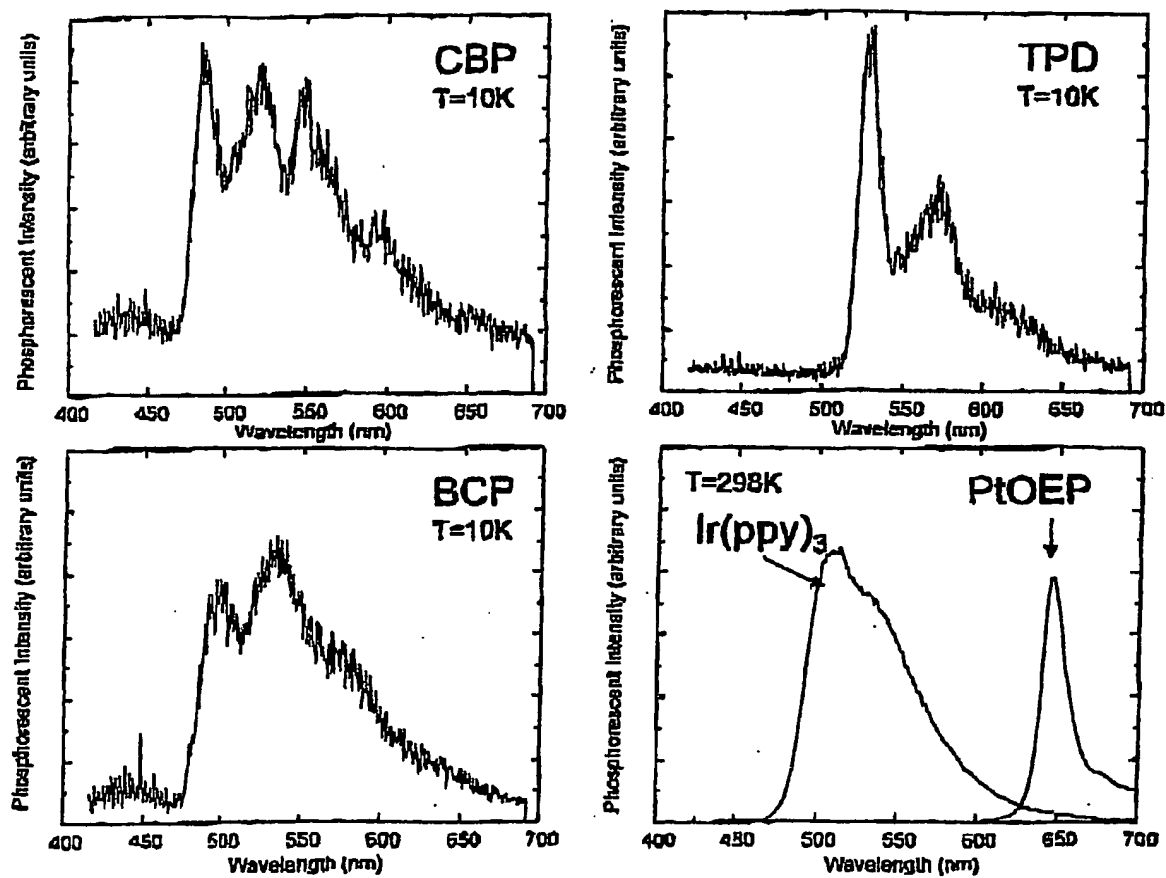 Phosphorescent Intensity (arbitrary units)
CBP
T=10K
400 450 500 550 600 650 700
Wavelength (nm)
Phosphorescent Intensity (arbitrary units)
TPD
T=10K
400 450 500 550 600 650 700
Wavelength (nm)
Phosphorescent Intensity (arbitrary units)
BCP
T=10K
400 450 500 550 600 650 700
Wavelength (nm)
Phosphorescent Intensity (arbitrary units)
T=298K PtOEP
Ir(ppy)3
400 450 500 550 600 650 700
Wavelength (nm)